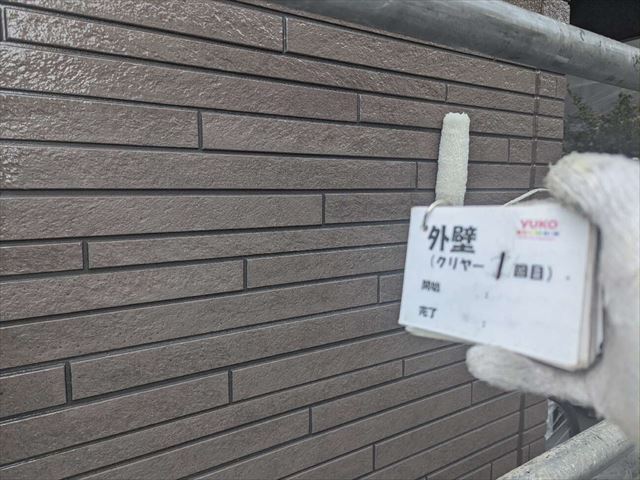 外壁
YUKO
(クリヤー 1回目)
開始 :
完了 :